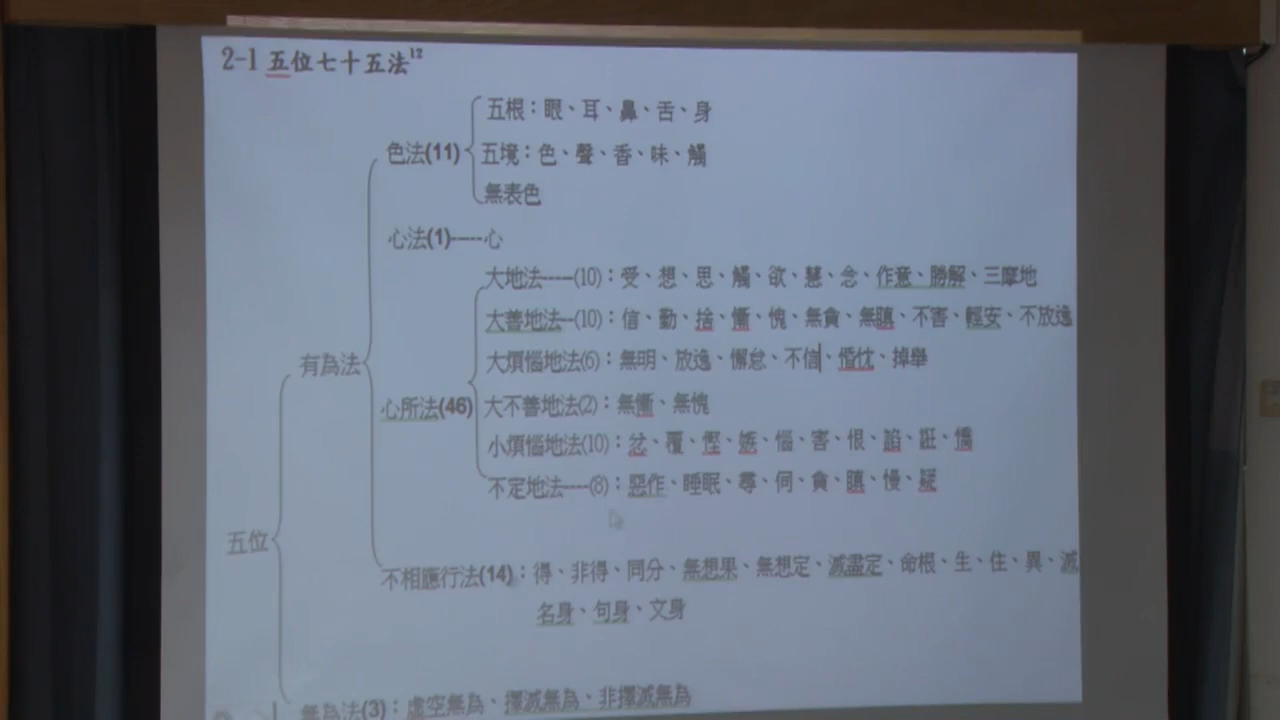 2-1 五位七十五法12
五根：眼、耳、鼻、舌、身
色法(11)
五境：色、聲、香、味、觸
無表色
心法(1)-----心
大地法----(10)：受、想、思、觸、欲、慧、念、作意、勝解、三摩地
大善地法--(10)：信、勤、捨、慚、愧、無貪、無瞋、不害、輕安、不放逸
有為法
大煩惱地法(6)：無明、放逸、懈怠、不信、惛忱、掉舉
心所法(46)
大不善地法(2)：無慚、無愧
小煩惱地法(10)：忿、覆、慳、嫉、惱、害、恨、諂、誑、憍
不定地法----(8)：惡作、睡眠、尋、伺、貪、瞋、慢、疑
五位
不相應行法(14)：得、非得、同分、無想果、無想定、滅盡定、命根、生、住、異、滅
名身、句身、文身
無為法(3)：虛空無為、擇滅無為、非擇滅無為